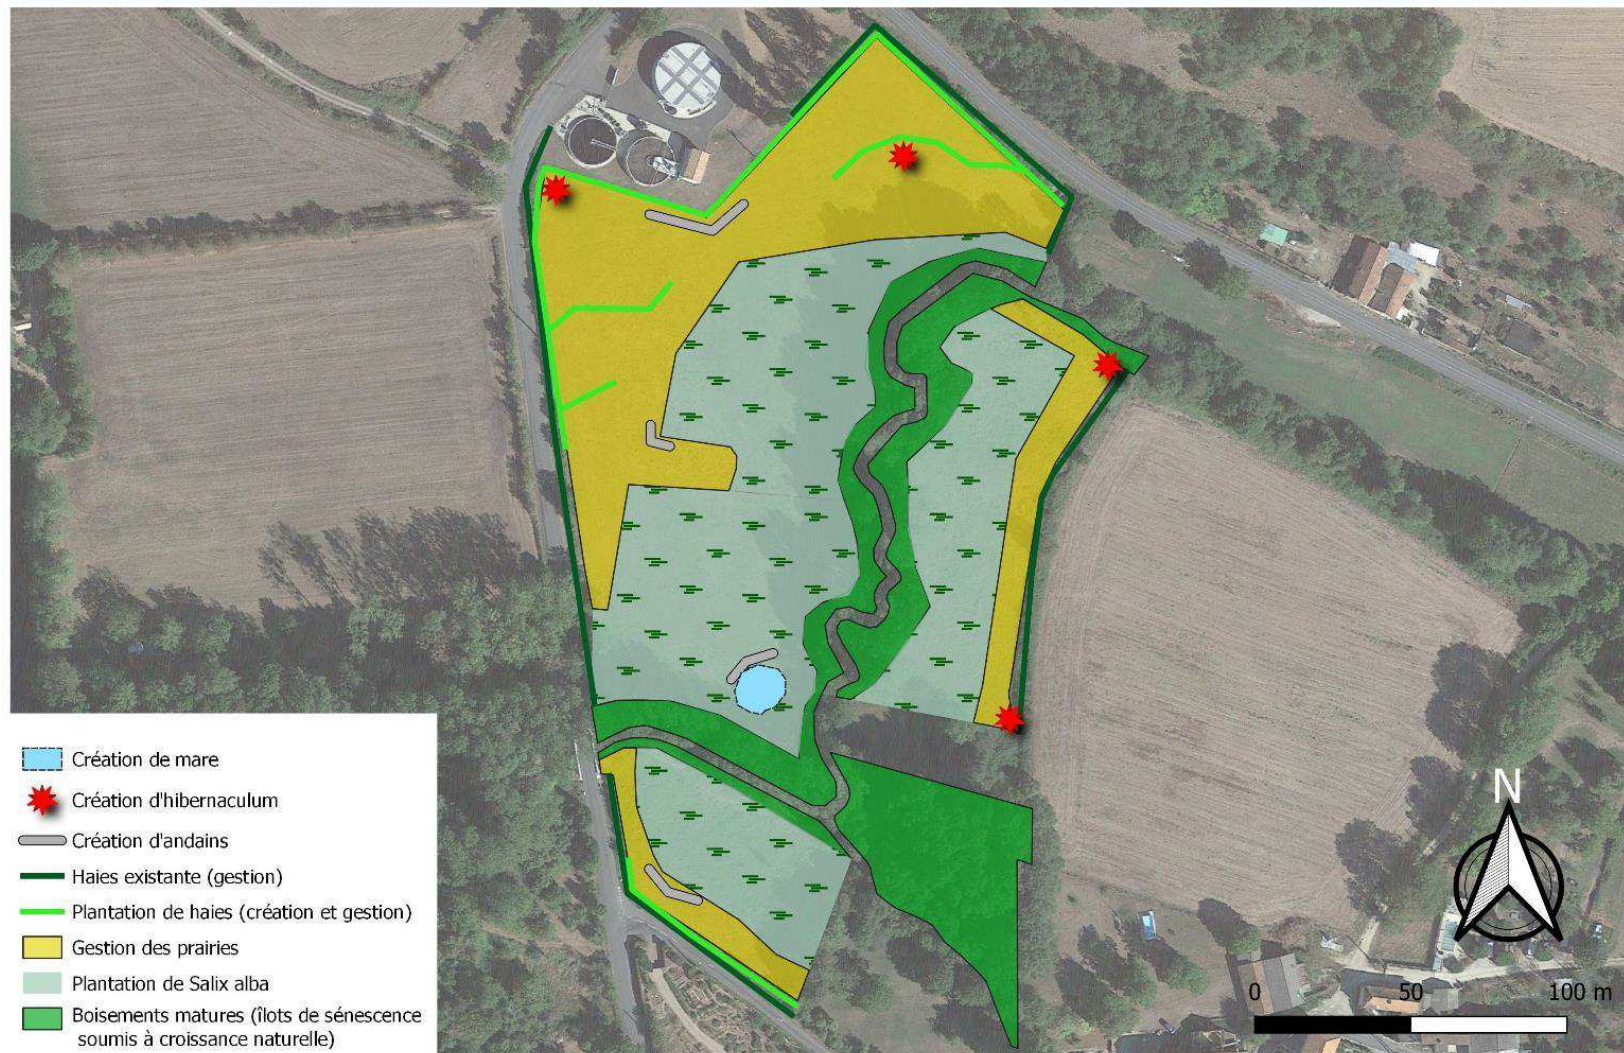 Création de mare
Création d'hibernaculum
Création d'andains
Haies existante (gestion)
Plantation de haies (création et gestion)
Gestion des prairies
Plantation de Salix alba
Boisements matures (îlots de sénescence
soumis à croissance naturelle)
N
0 50 100 m